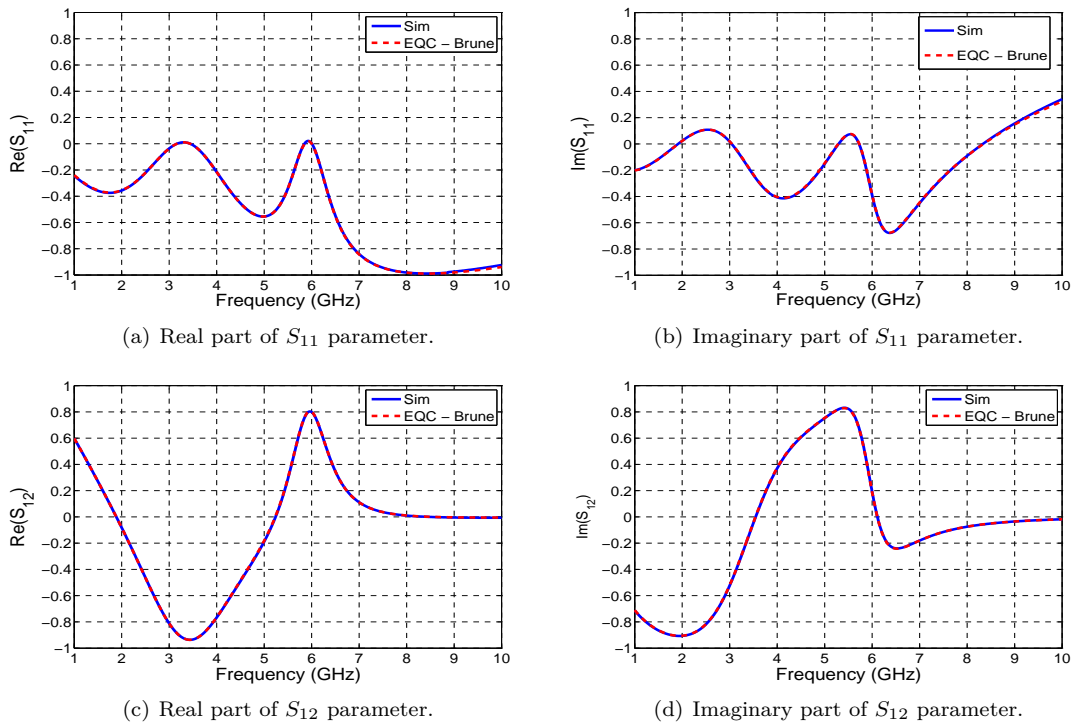 1
0.8
0.6
0.4
0.2
0
−0.2
−0.4
−0.6
−0.8
−1
Re(S11)
Sim
EQC − Brune
1 2 3 4 5 6 7 8 9 10
Frequency (GHz)
(a) Real part of S11 parameter.
1
0.8
0.6
0.4
0.2
0
−0.2
−0.4
−0.6
−0.8
−1
Im(S11)
Sim
EQC − Brune
1 2 3 4 5 6 7 8 9 10
Frequency (GHz)
(b) Imaginary part of S11 parameter.
1
0.8
0.6
0.4
0.2
0
−0.2
−0.4
−0.6
−0.8
−1
Re(S12)
Sim
EQC − Brune
1 2 3 4 5 6 7 8 9 10
Frequency (GHz)
(c) Real part of S12 parameter.
1
0.8
0.6
0.4
0.2
0
−0.2
−0.4
−0.6
−0.8
−1
Im(S12)
Sim
EQC − Brune
1 2 3 4 5 6 7 8 9 10
Frequency (GHz)
(d) Imaginary part of S12 parameter.